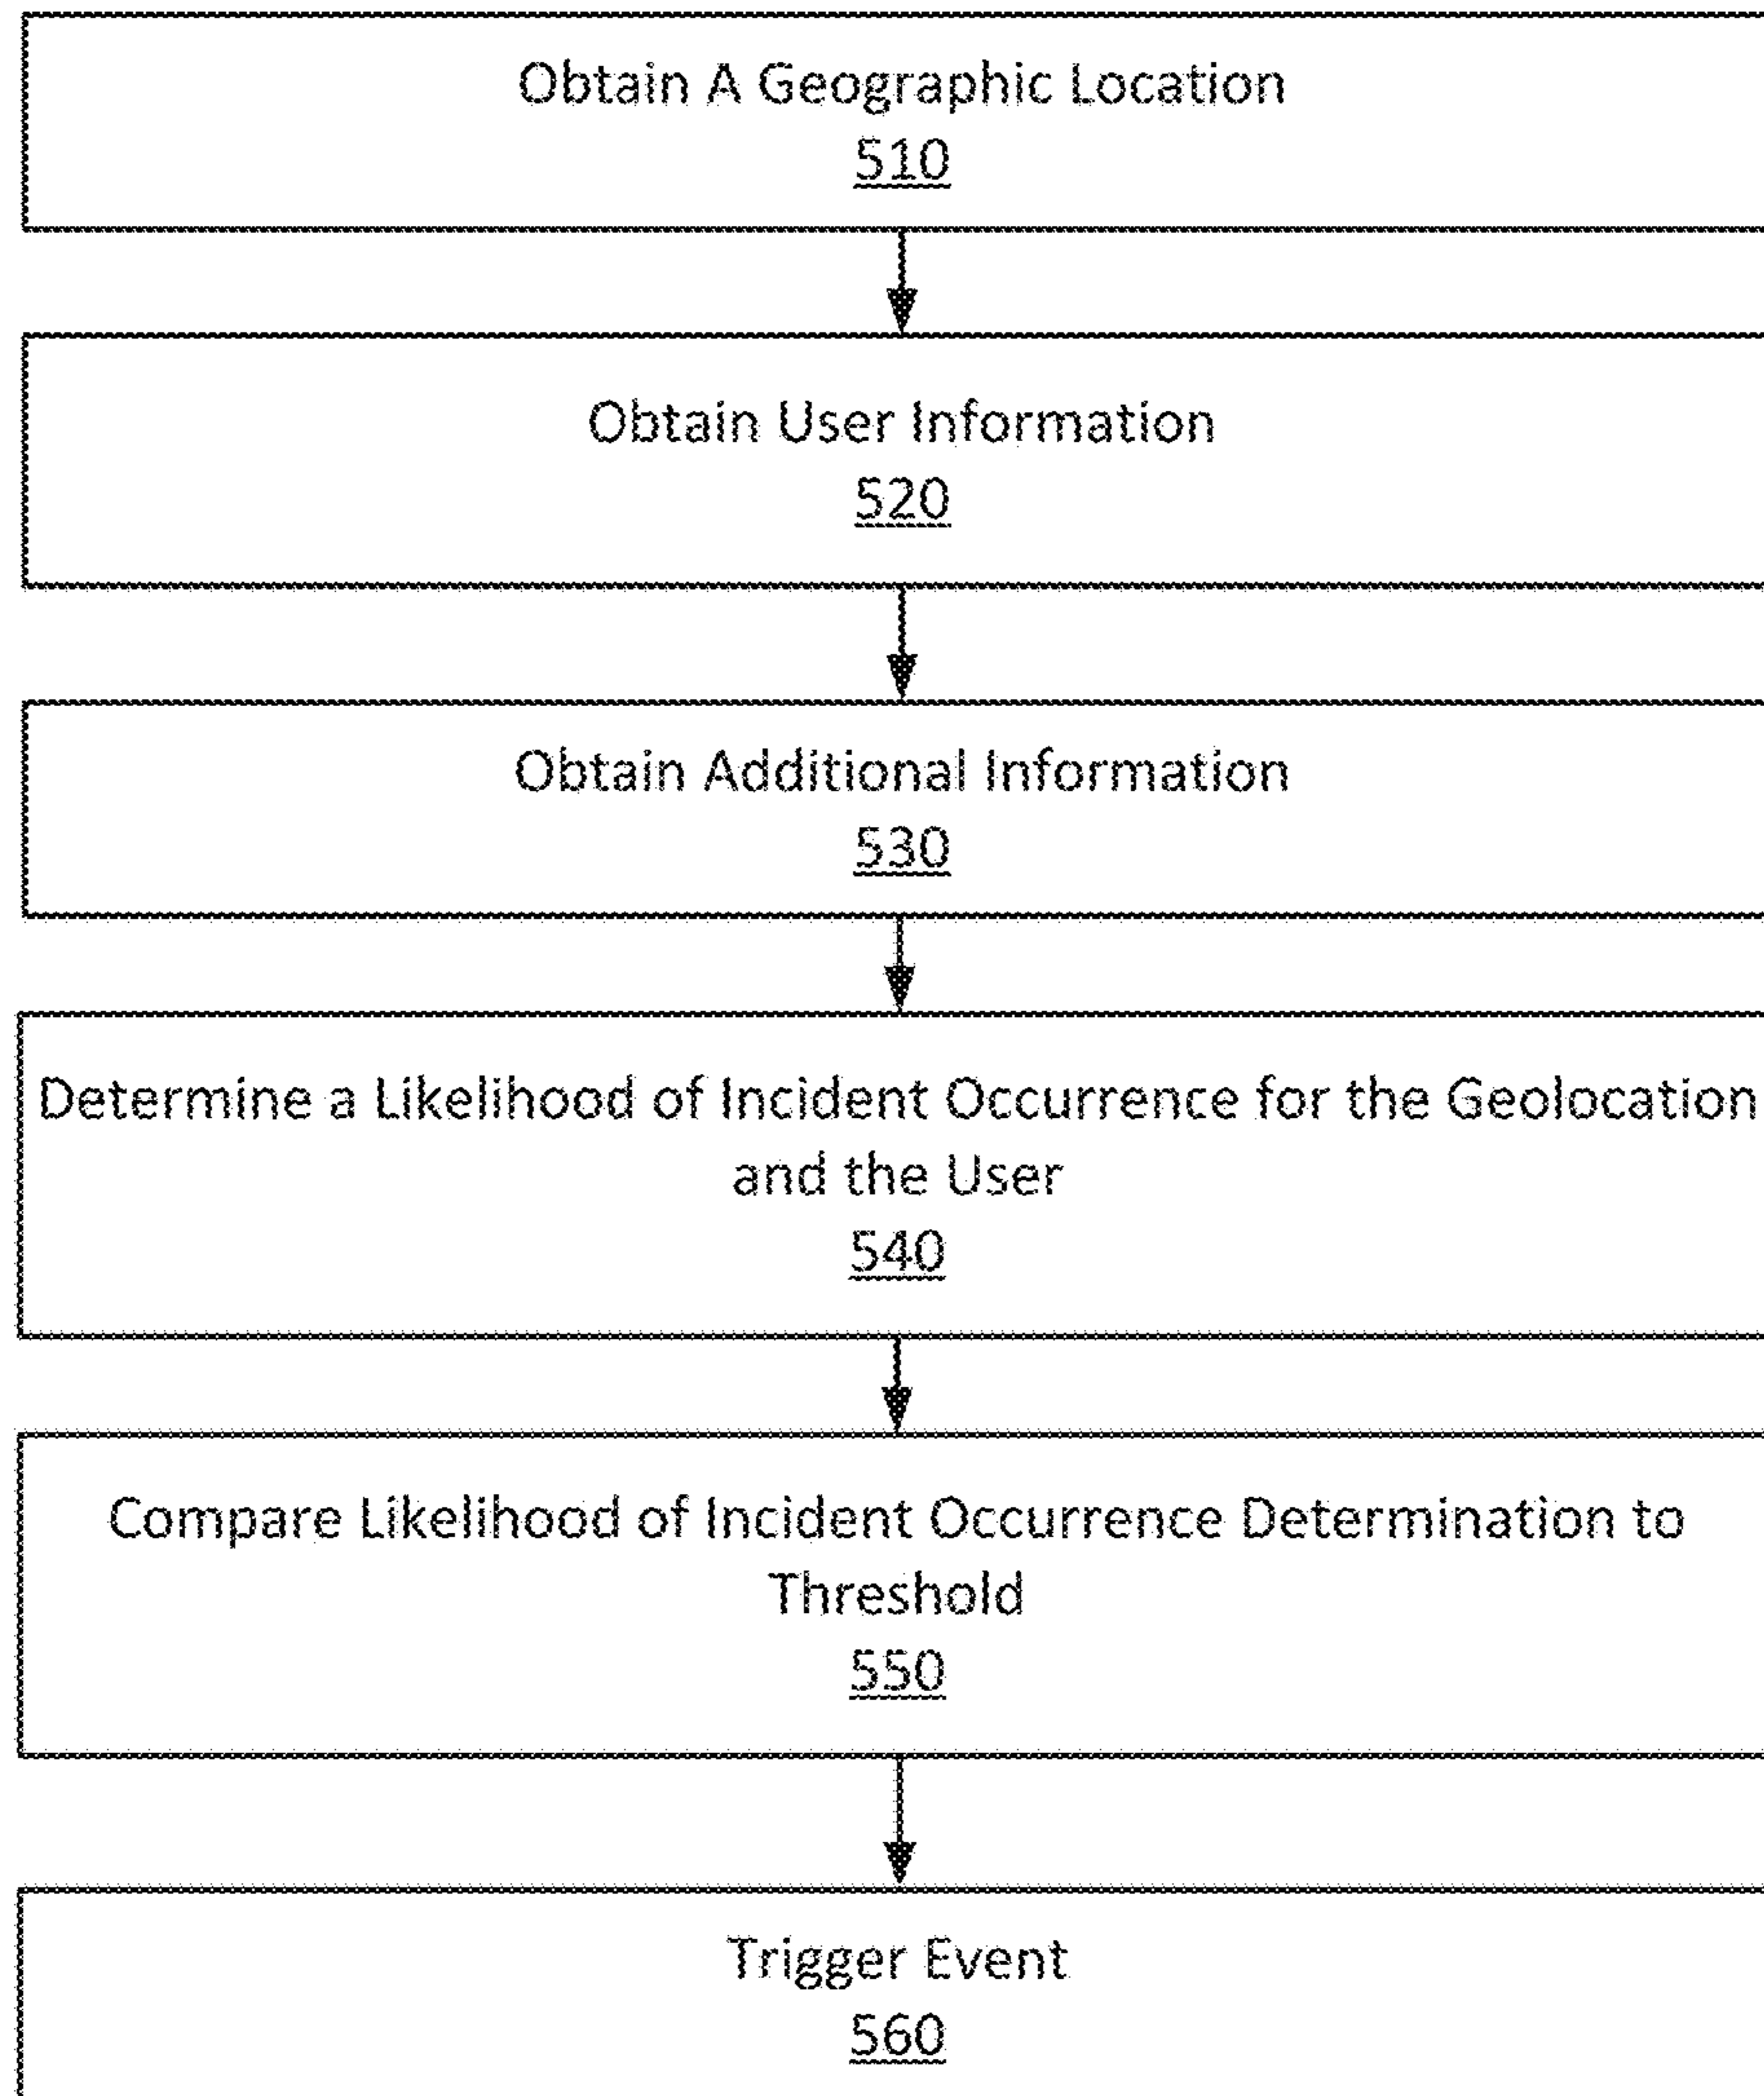 Obtain A Geographic Location
510
Obtain User Information
520
Obtain Additional Information
530
Determine a Likelihood of Incident Occurrence for the Geolocation
and the User
540
Compare Likelihood of Incident Occurrence Determination to
Threshold
550
Trigger Event
560